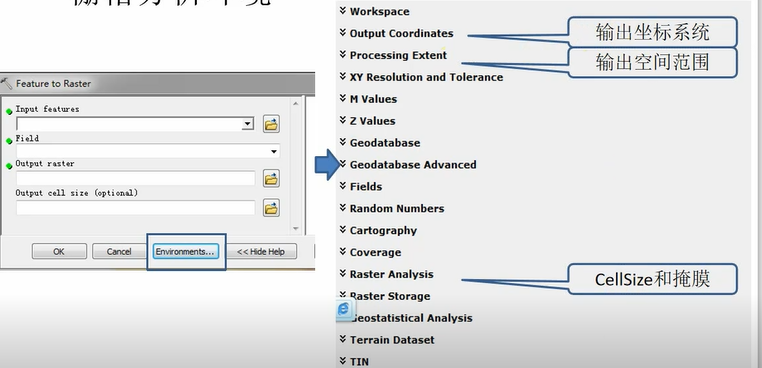 Feature to Raster
Input features
Field
Output raster
Output cell size (optional)
OK
Cancel
Environments...
<< Hide Help
Workspace
Output Coordinates
Processing Extent
XY Resolution and Tolerance
M Values
Z Values
Geodatabase
Geodatabase Advanced
Fields
Random Numbers
Cartography
Coverage
Raster Analysis
Raster Storage
Geostatistical Analysis
Terrain Dataset
TIN
输出坐标系统
输出空间范围
CellSize和掩膜